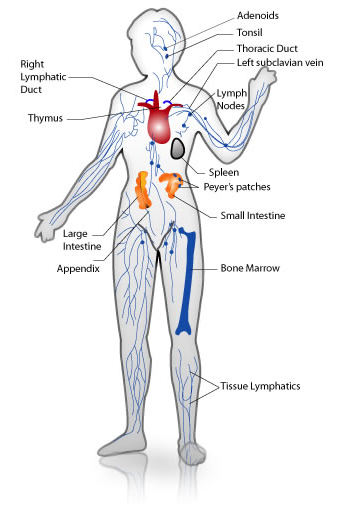 Adenoids
Tonsil
Thoracic Duct
Left subclavian vein
Right
Lymphatic
Duct
Lymph
Nodes
Thymus
Spleen
Peyer's patches
Small Intestine
Large
Intestine
Appendix
Bone Marrow
Tissue Lymphatics